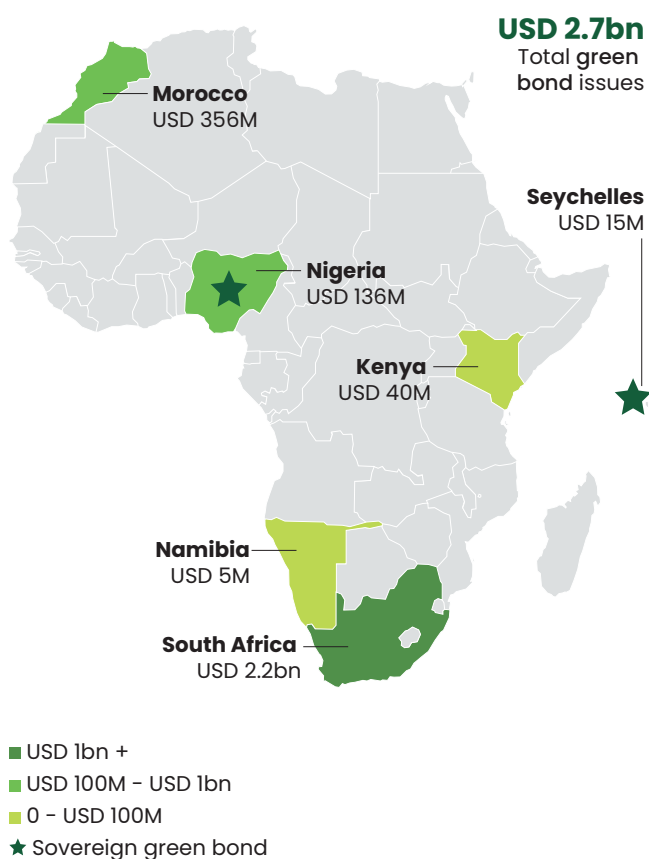 USD 2.7bn
Total green
bond issues
Morocco
USD 356M
Seychelles
USD 15M
Nigeria
USD 136M
Kenya
USD 40M
Namibia
USD 5M
South Africa
USD 2.2bn
USD 1bn +
USD 100M - USD 1bn
0 - USD 100M
Sovereign green bond